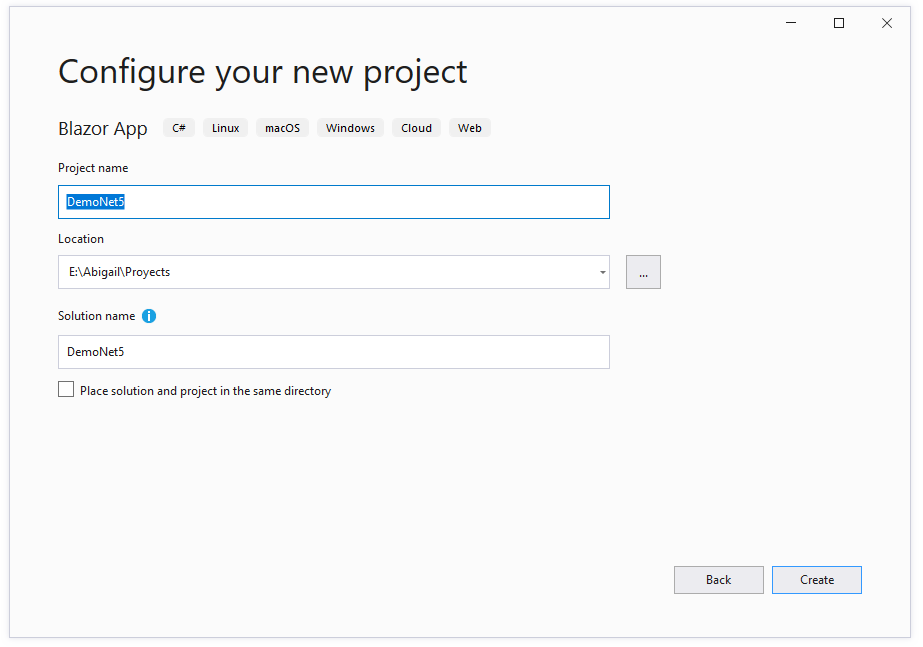 Configure your new project
Blazor App C# Linux macOS Windows Cloud Web
Project name
DemoNet5
Location
E:\Abigail\Proyects
...
Solution name
DemoNet5
Place solution and project in the same directory
Back Create